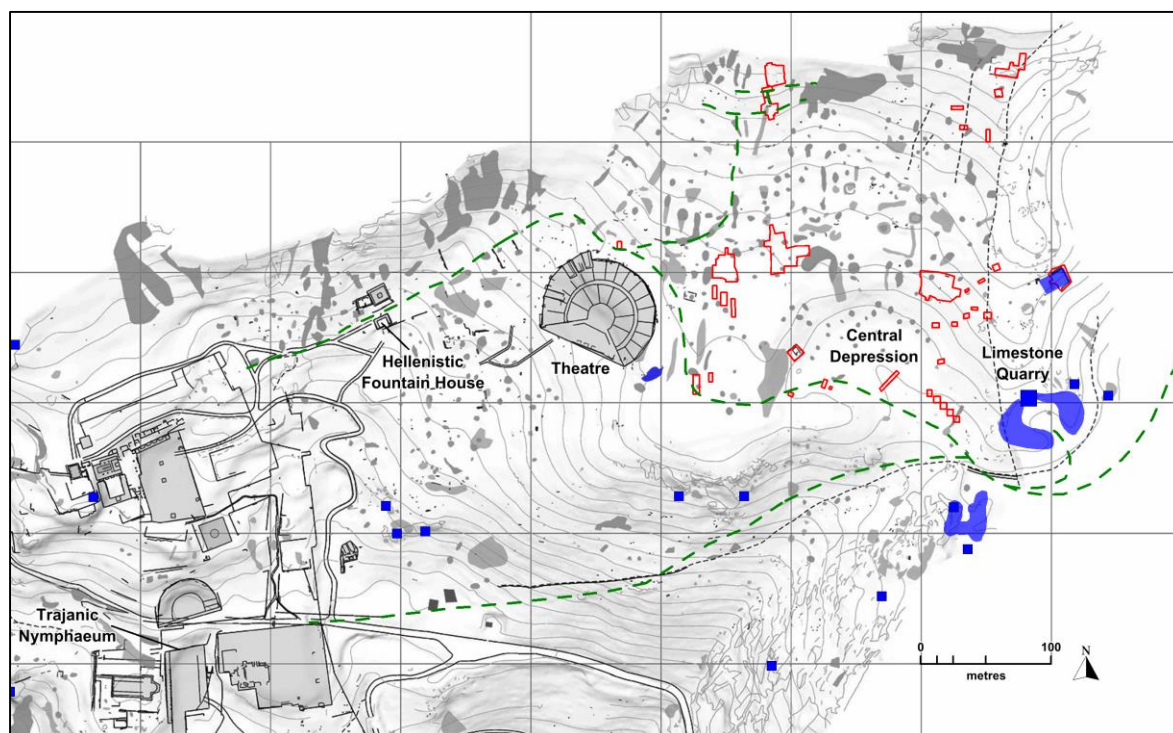 Hellenistic
Fountain House
Theatre
Central
Depression
Limestone
Quarry
Trajanic
Nymphaeum
0
100
metres
N